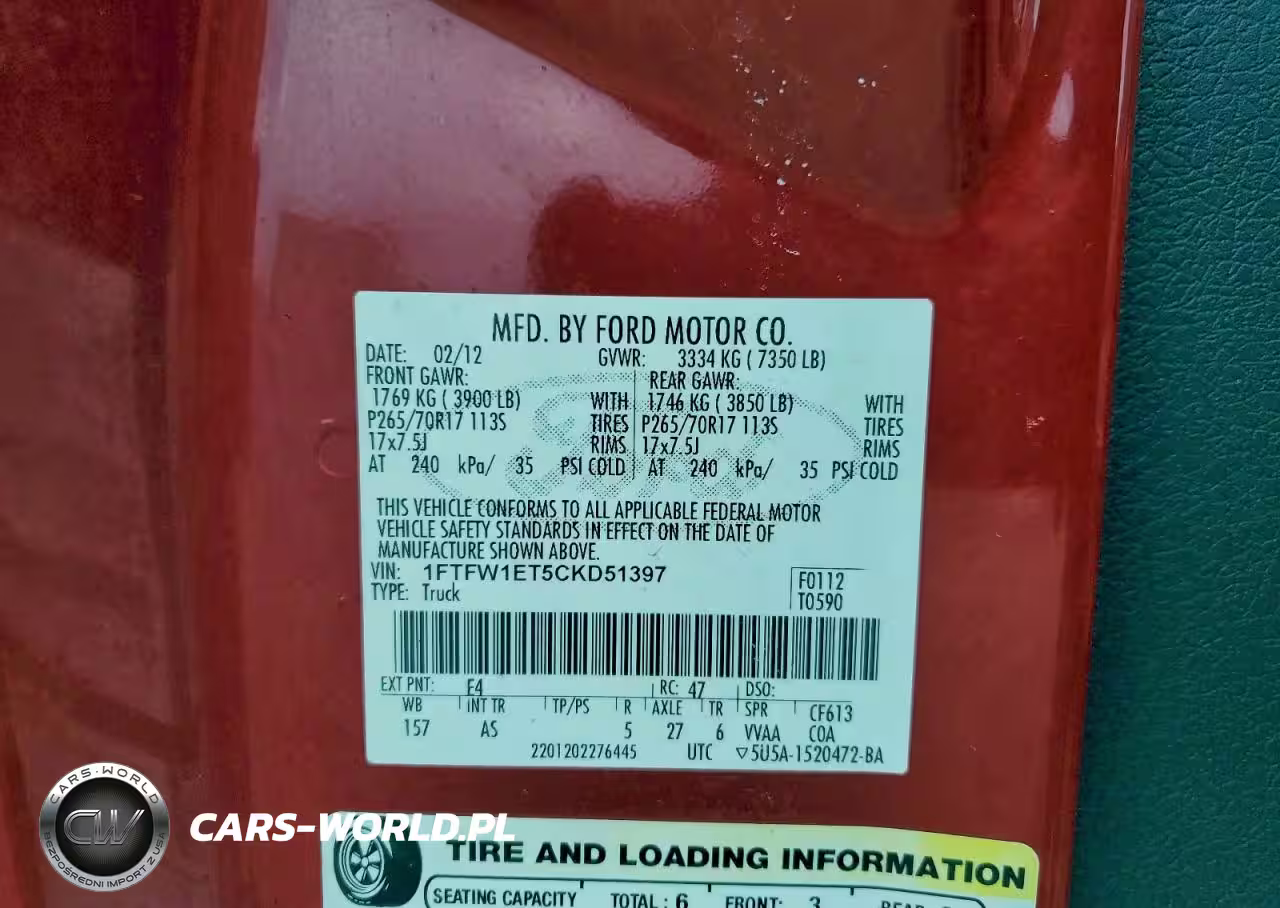 MFD. BY FORD MOTOR CO.
DATE: 02/12 GVWR: 3334 KG ( 7350 LB)
FRONT GAWR: REAR GAWR:
1769 KG ( 3900 LB) WITH 1746 KG ( 3850 LB) WITH
P265/70R17 113S TIRES P265/70R17 113S TIRES
17x7.5J RIMS 17x7.5J RIMS
AT 240 kPa/ 35 PSI COLD AT 240 kPa/ 35 PSI COLD
THIS VEHICLE CONFORMS TO ALL APPLICABLE FEDERAL MOTOR
VEHICLE SAFETY STANDARDS IN EFFECT ON THE DATE OF
MANUFACTURE SHOWN ABOVE.
VIN: 1FTFW1ET5CKD51397 F0112
TYPE: Truck T0590
EXT PNT: F4 RC: 47 DSO:
WB INT TR TP/PS R AXLE TR SPR CF613
157 AS 5 27 6 VVAA COA
2201202276445 UTC ▽5U5A-1520472-BA
CARS-WORLD
CW
BEZPOŚREDNI IMPORT Z USA
CARS-WORLD.PL
TIRE AND LOADING INFORMATION
SEATING CAPACITY TOTAL : 6 FRONT: 3